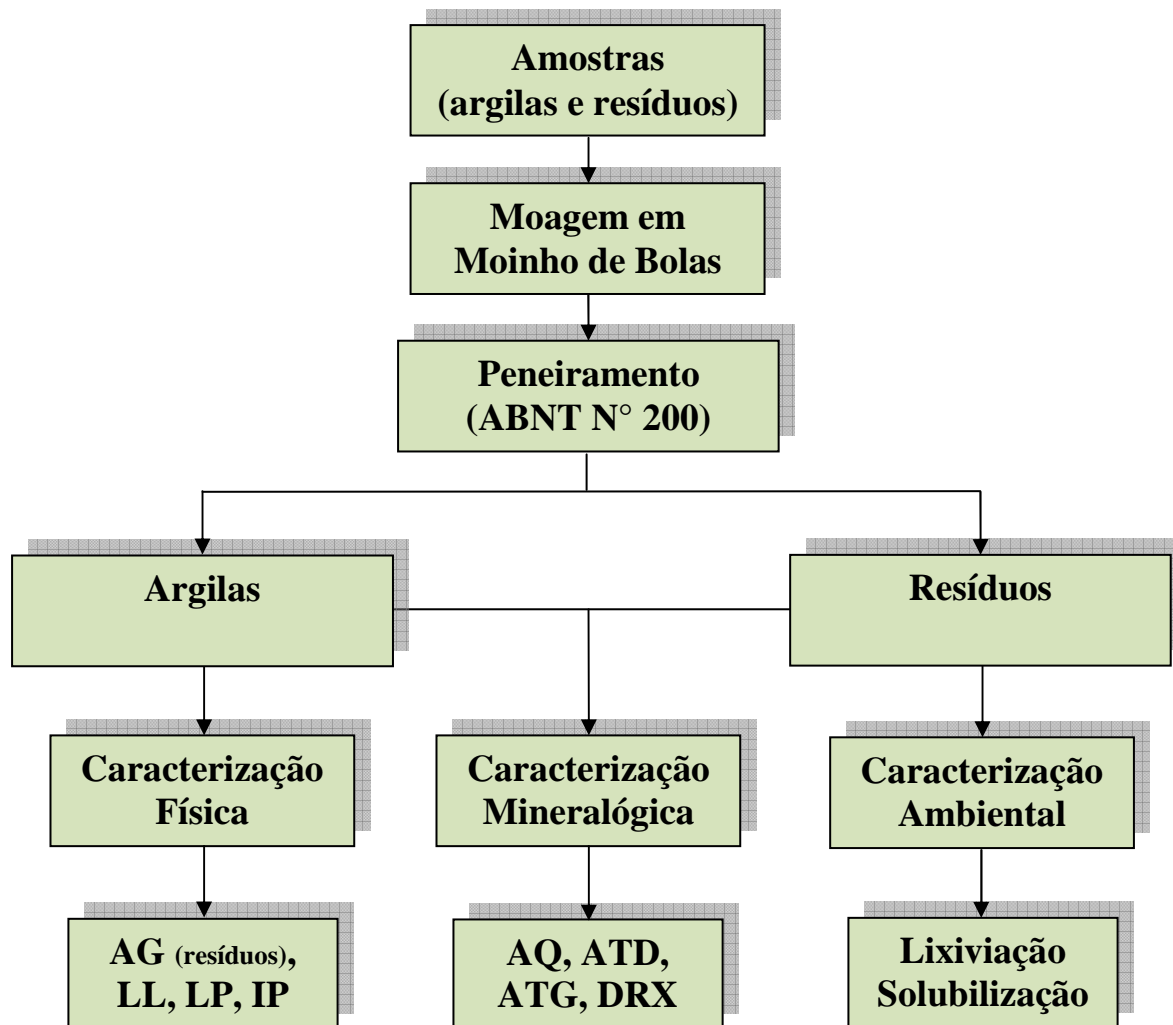 Amostras
(argilas e resíduos)
Moagem em
Moinho de Bolas
Peneiramento
(ABNT N° 200)
Argilas
Resíduos
Caracterização
Física
Caracterização
Mineralógica
Caracterização
Ambiental
AG (resíduos),
LL, LP, IP
AQ, ATD,
ATG, DRX
Lixiviação
Solubilização